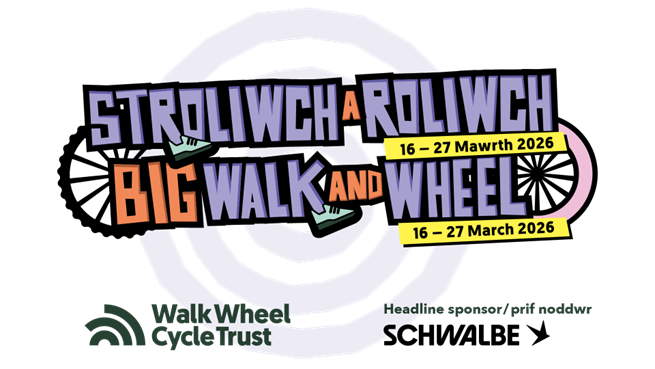 STROLIWCH A ROLIWCH
16 – 27 Mawrth 2026
BIG WALK AND WHEEL
16 – 27 March 2026
Walk Wheel
Cycle Trust
Headline sponsor/prif noddwr
SCHWALBE